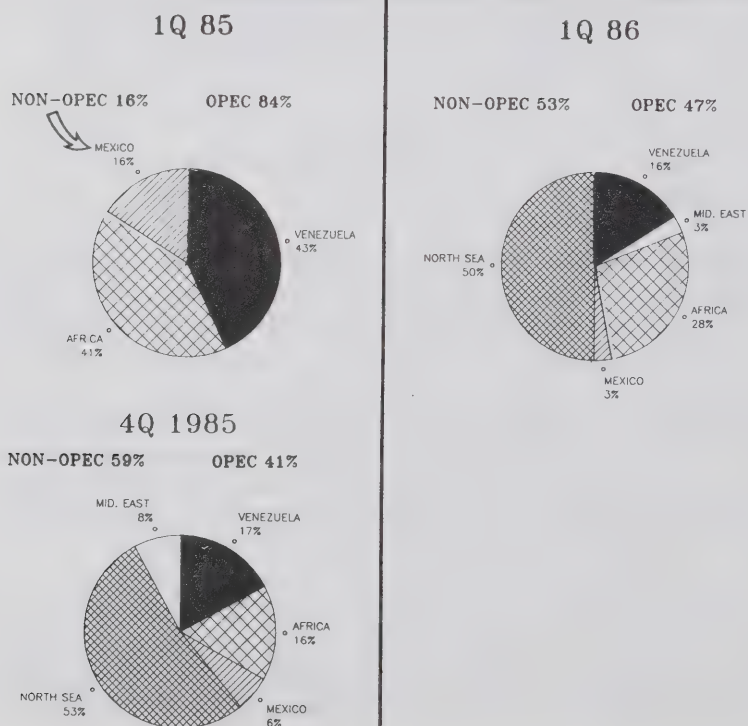 1Q 85
NON-OPEC 16% OPEC 84%
MEXICO
16%
VENEZUELA
43%
AFRICA
41%
4Q 1985
NON-OPEC 59% OPEC 41%
MID. EAST
8%
VENEZUELA
17%
AFRICA
16%
MEXICO
6%
NORTH SEA
53%
1Q 86
NON-OPEC 53% OPEC 47%
VENEZUELA
16%
MID. EAST
3%
NORTH SEA
50%
AFRICA
28%
MEXICO
3%